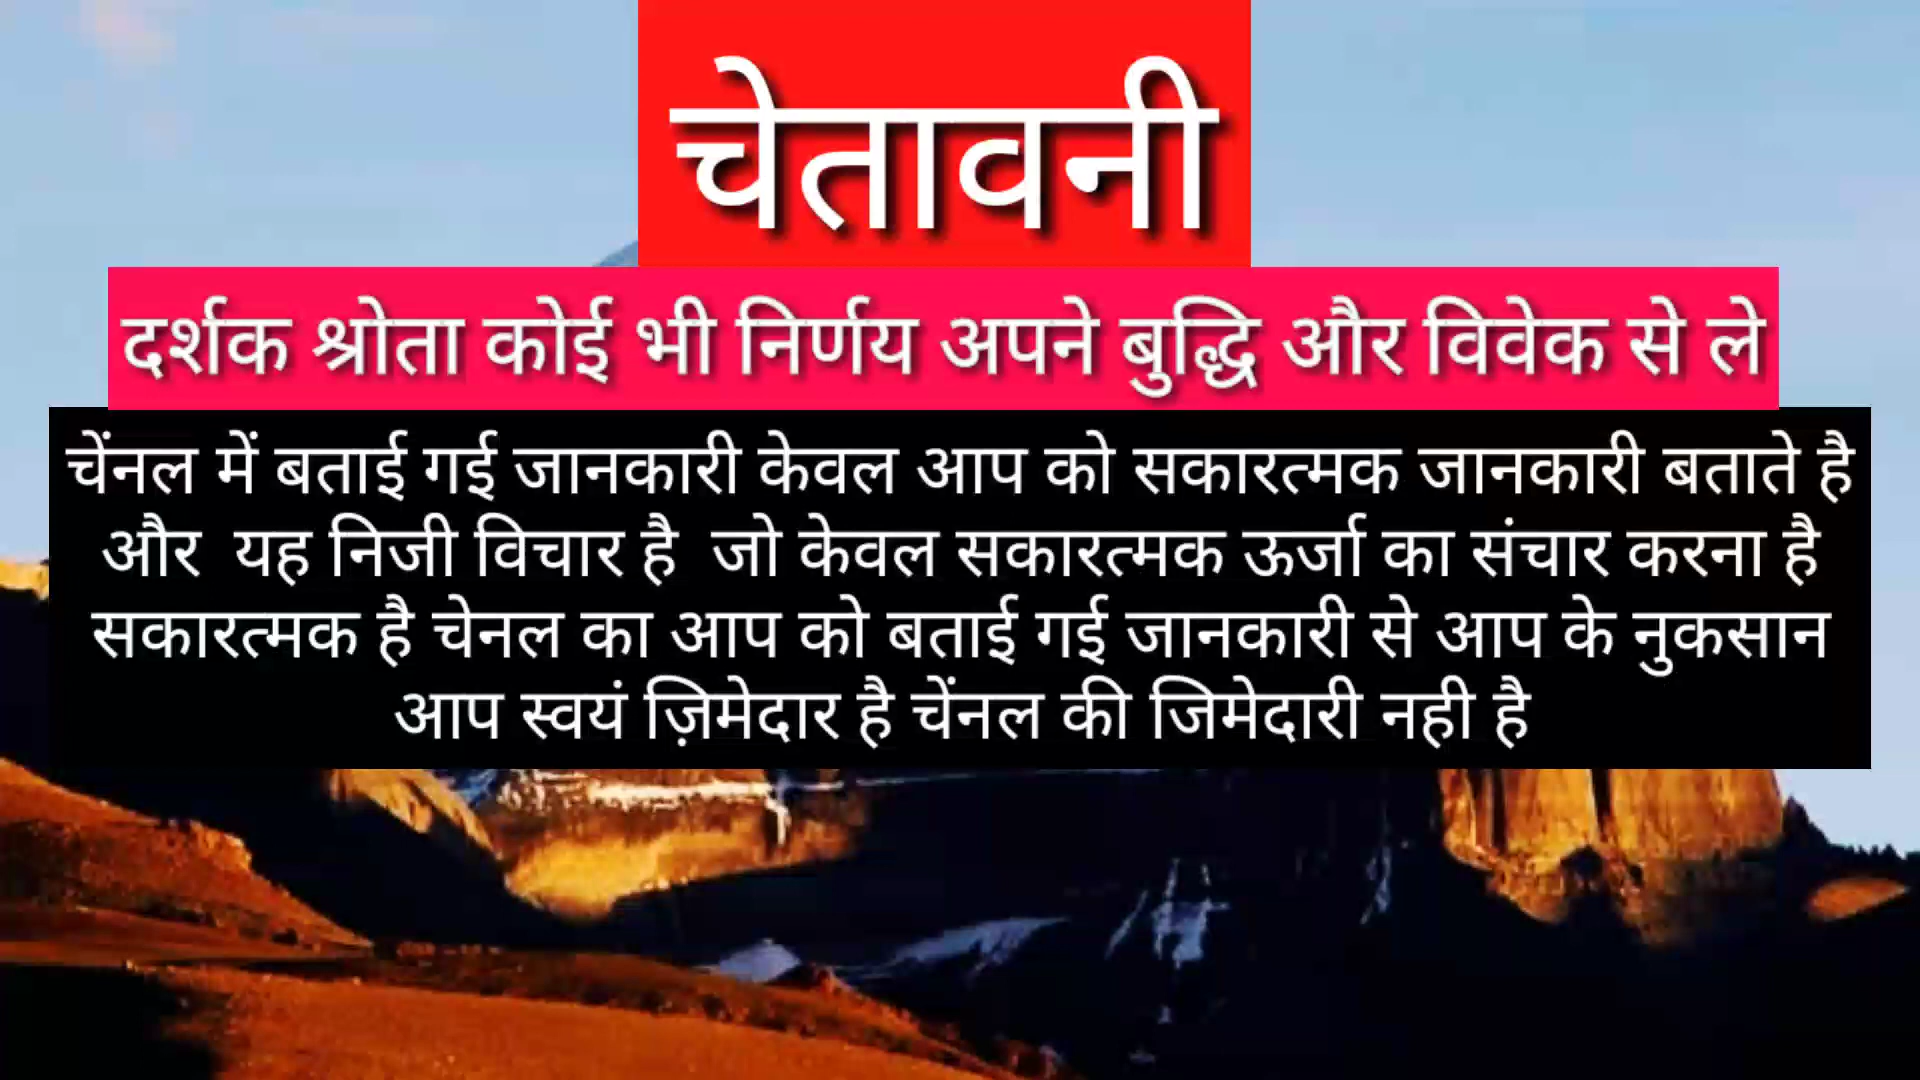 चेतावनी
दर्शक श्रोता कोई भी निर्णय अपने बुद्धि और विवेक से ले
चेंनल में बताई गई जानकारी केवल आप को सकारत्मक जानकारी बताते है
और यह निजी विचार है जो केवल सकारत्मक ऊर्जा का संचार करना है
सकारत्मक है चेनल का आप को बताई गई जानकारी से आप के नुकसान
आप स्वयं ज़िमेदार है चेंनल की जिमेदारी नही है